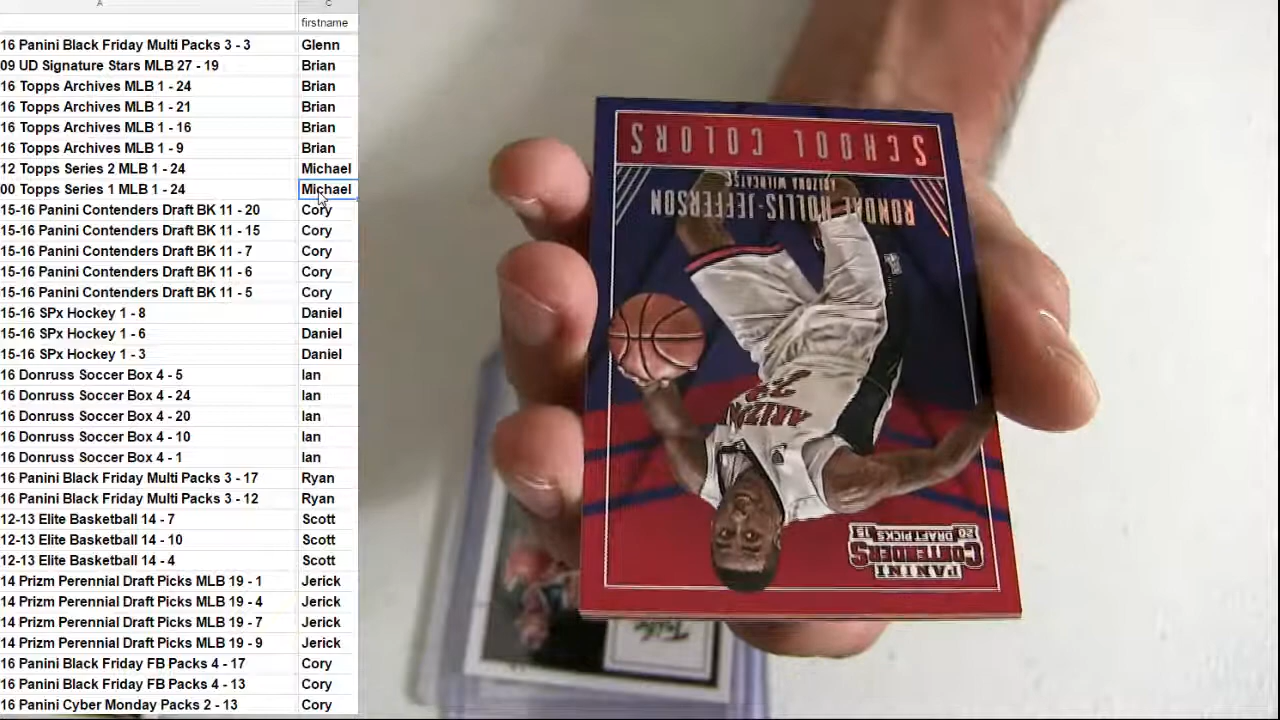 A C
firstname
16 Panini Black Friday Multi Packs 3 - 3 Glenn
09 UD Signature Stars MLB 27 - 19 Brian
16 Topps Archives MLB 1 - 24 Brian
16 Topps Archives MLB 1 - 21 Brian
16 Topps Archives MLB 1 - 16 Brian
16 Topps Archives MLB 1 - 9 Brian
12 Topps Series 2 MLB 1 - 24 Michael
00 Topps Series 1 MLB 1 - 24 Michael
15-16 Panini Contenders Draft BK 11 - 20 Cory
15-16 Panini Contenders Draft BK 11 - 15 Cory
15-16 Panini Contenders Draft BK 11 - 7 Cory
15-16 Panini Contenders Draft BK 11 - 6 Cory
15-16 Panini Contenders Draft BK 11 - 5 Cory
15-16 SPx Hockey 1 - 8 Daniel
15-16 SPx Hockey 1 - 6 Daniel
15-16 SPx Hockey 1 - 3 Daniel
16 Donruss Soccer Box 4 - 5 Ian
16 Donruss Soccer Box 4 - 24 Ian
16 Donruss Soccer Box 4 - 20 Ian
16 Donruss Soccer Box 4 - 10 Ian
16 Donruss Soccer Box 4 - 1 Ian
16 Panini Black Friday Multi Packs 3 - 17 Ryan
16 Panini Black Friday Multi Packs 3 - 12 Ryan
12-13 Elite Basketball 14 - 7 Scott
12-13 Elite Basketball 14 - 10 Scott
12-13 Elite Basketball 14 - 4 Scott
14 Prizm Perennial Draft Picks MLB 19 - 1 Jerick
14 Prizm Perennial Draft Picks MLB 19 - 4 Jerick
14 Prizm Perennial Draft Picks MLB 19 - 7 Jerick
14 Prizm Perennial Draft Picks MLB 19 - 9 Jerick
16 Panini Black Friday FB Packs 4 - 17 Cory
16 Panini Black Friday FB Packs 4 - 13 Cory
16 Panini Cyber Monday Packs 2 - 13 Cory
PANINI
CONTENDERS
20 DRAFT PICKS 15
ARIZONA
23
RONDAE HOLLIS-JEFFERSON
ARIZONA WILDCATS
SCHOOL COLORS